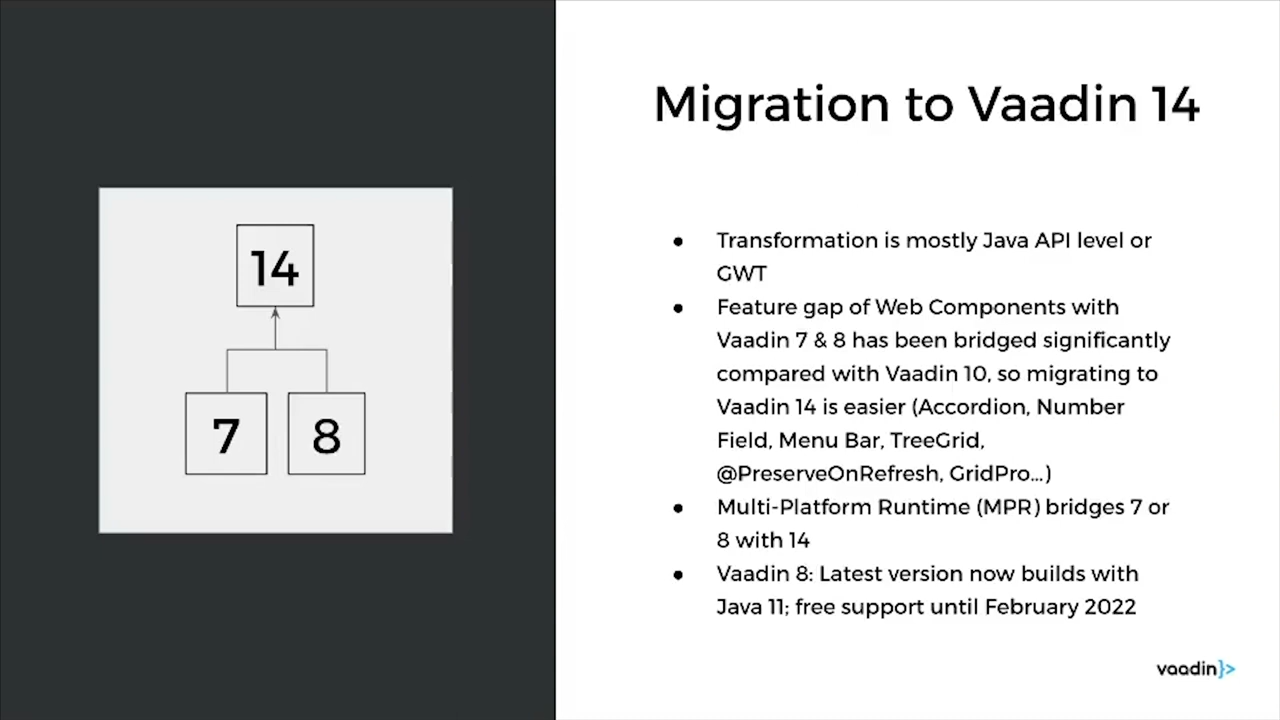 Migration to Vaadin 14
14
7
8
● Transformation is mostly Java API level or
GWT
● Feature gap of Web Components with
Vaadin 7 & 8 has been bridged significantly
compared with Vaadin 10, so migrating to
Vaadin 14 is easier (Accordion, Number
Field, Menu Bar, TreeGrid,
@PreserveOnRefresh, GridPro...)
● Multi-Platform Runtime (MPR) bridges 7 or
8 with 14
● Vaadin 8: Latest version now builds with
Java 11; free support until February 2022
vaadin}>